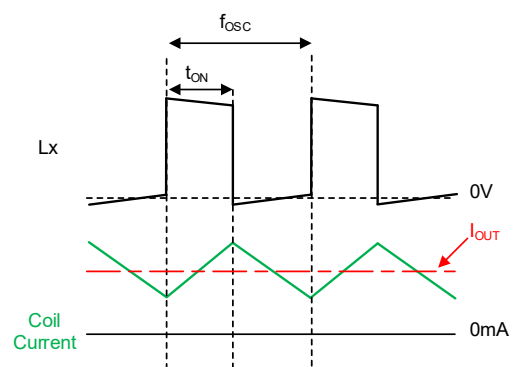 fOSC
tON
Lx
0V
IOUT
Coil
Current
0mA